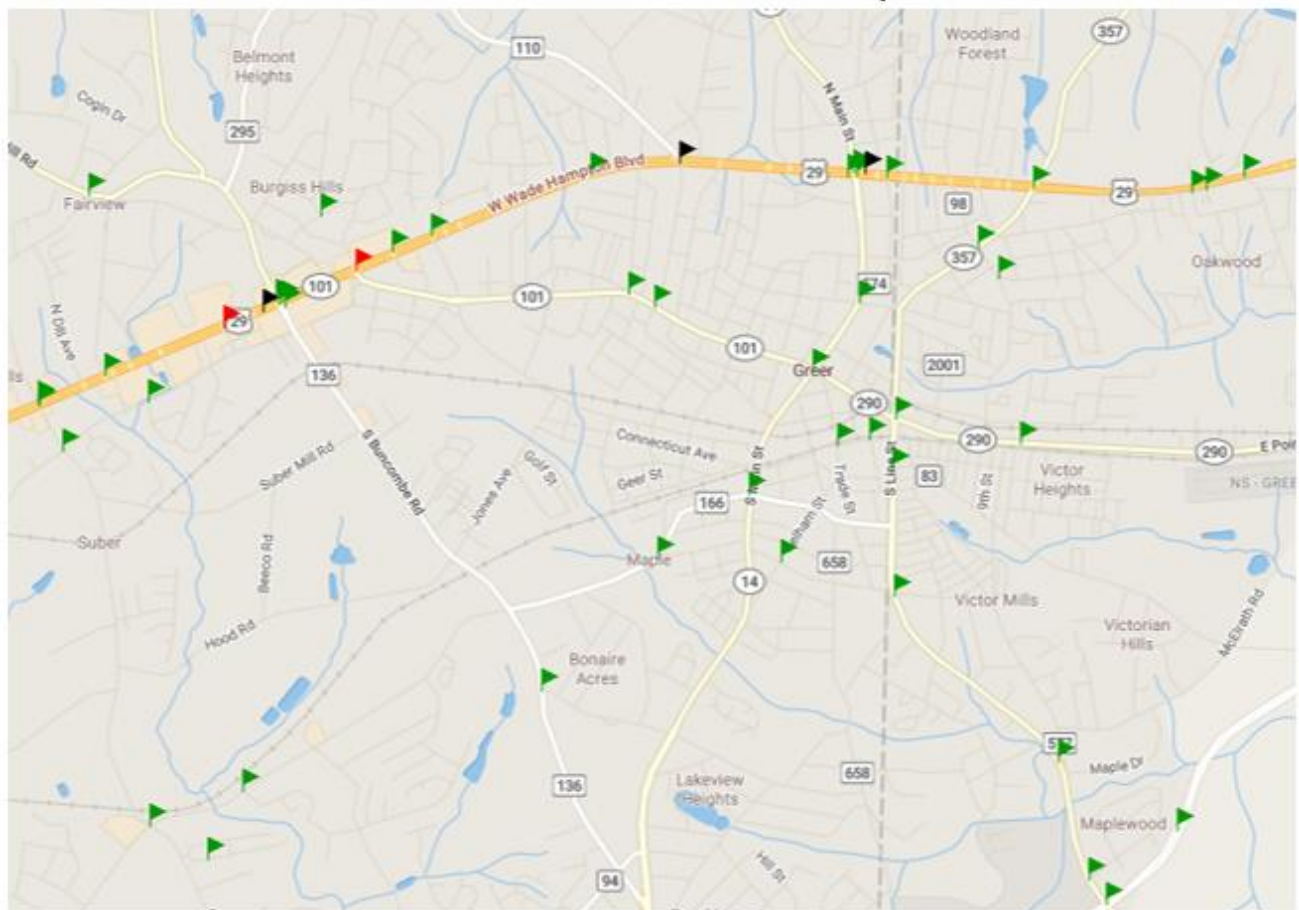 Woodland
Forest
357
110
Belmont
Heights
Cogin Dr
N Main St
295
Mill Rd
W Wade Hampton Blvd
29
29
Burgiss Hills
Fairview
98
357
Oakwood
101
101
29
N Dill Ave
101
2001
Greer
136
290
290
290
E Poin
Connecticut Ave
Suber Mill Rd
S Buncombe Rd
Golf St
Geer St
Jones Ave
S Main St
Trade St
S Line St
83
9th St
Victor
Heights
NS - GREE
166
Suber
Beeco Rd
Maple
658
14
Victor Mills
McElrath Rd
Hood Rd
Victorian
Hills
Bonaire
Acres
Maple Dr
658
136
Lakeview
Heights
Maplewood
Hill St
94